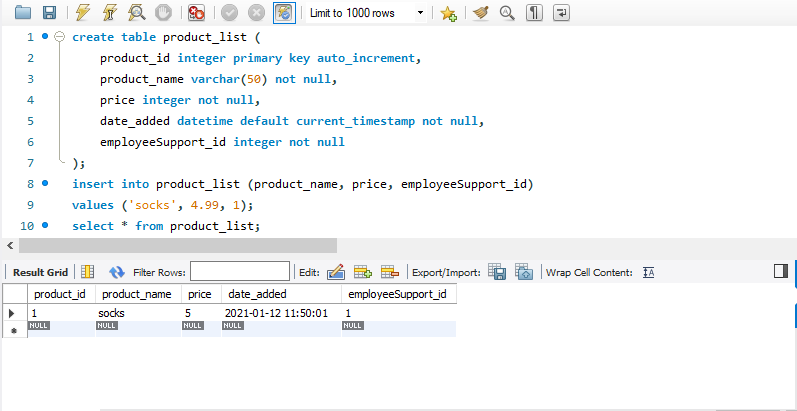 Limit to 1000 rows
1 create table product_list (
2 product_id integer primary key auto_increment,
3 product_name varchar(50) not null,
4 price integer not null,
5 date_added datetime default current_timestamp not null,
6 employeeSupport_id integer not null
7 );
8 insert into product_list (product_name, price, employeeSupport_id)
9 values ('socks', 4.99, 1);
10 select * from product_list;
Result Grid Filter Rows: Edit: Export/Import: Wrap Cell Content: IA
product_id product_name price date_added employeeSupport_id
1 socks 5 2021-01-12 11:50:01 1
NULL NULL NULL NULL NULL